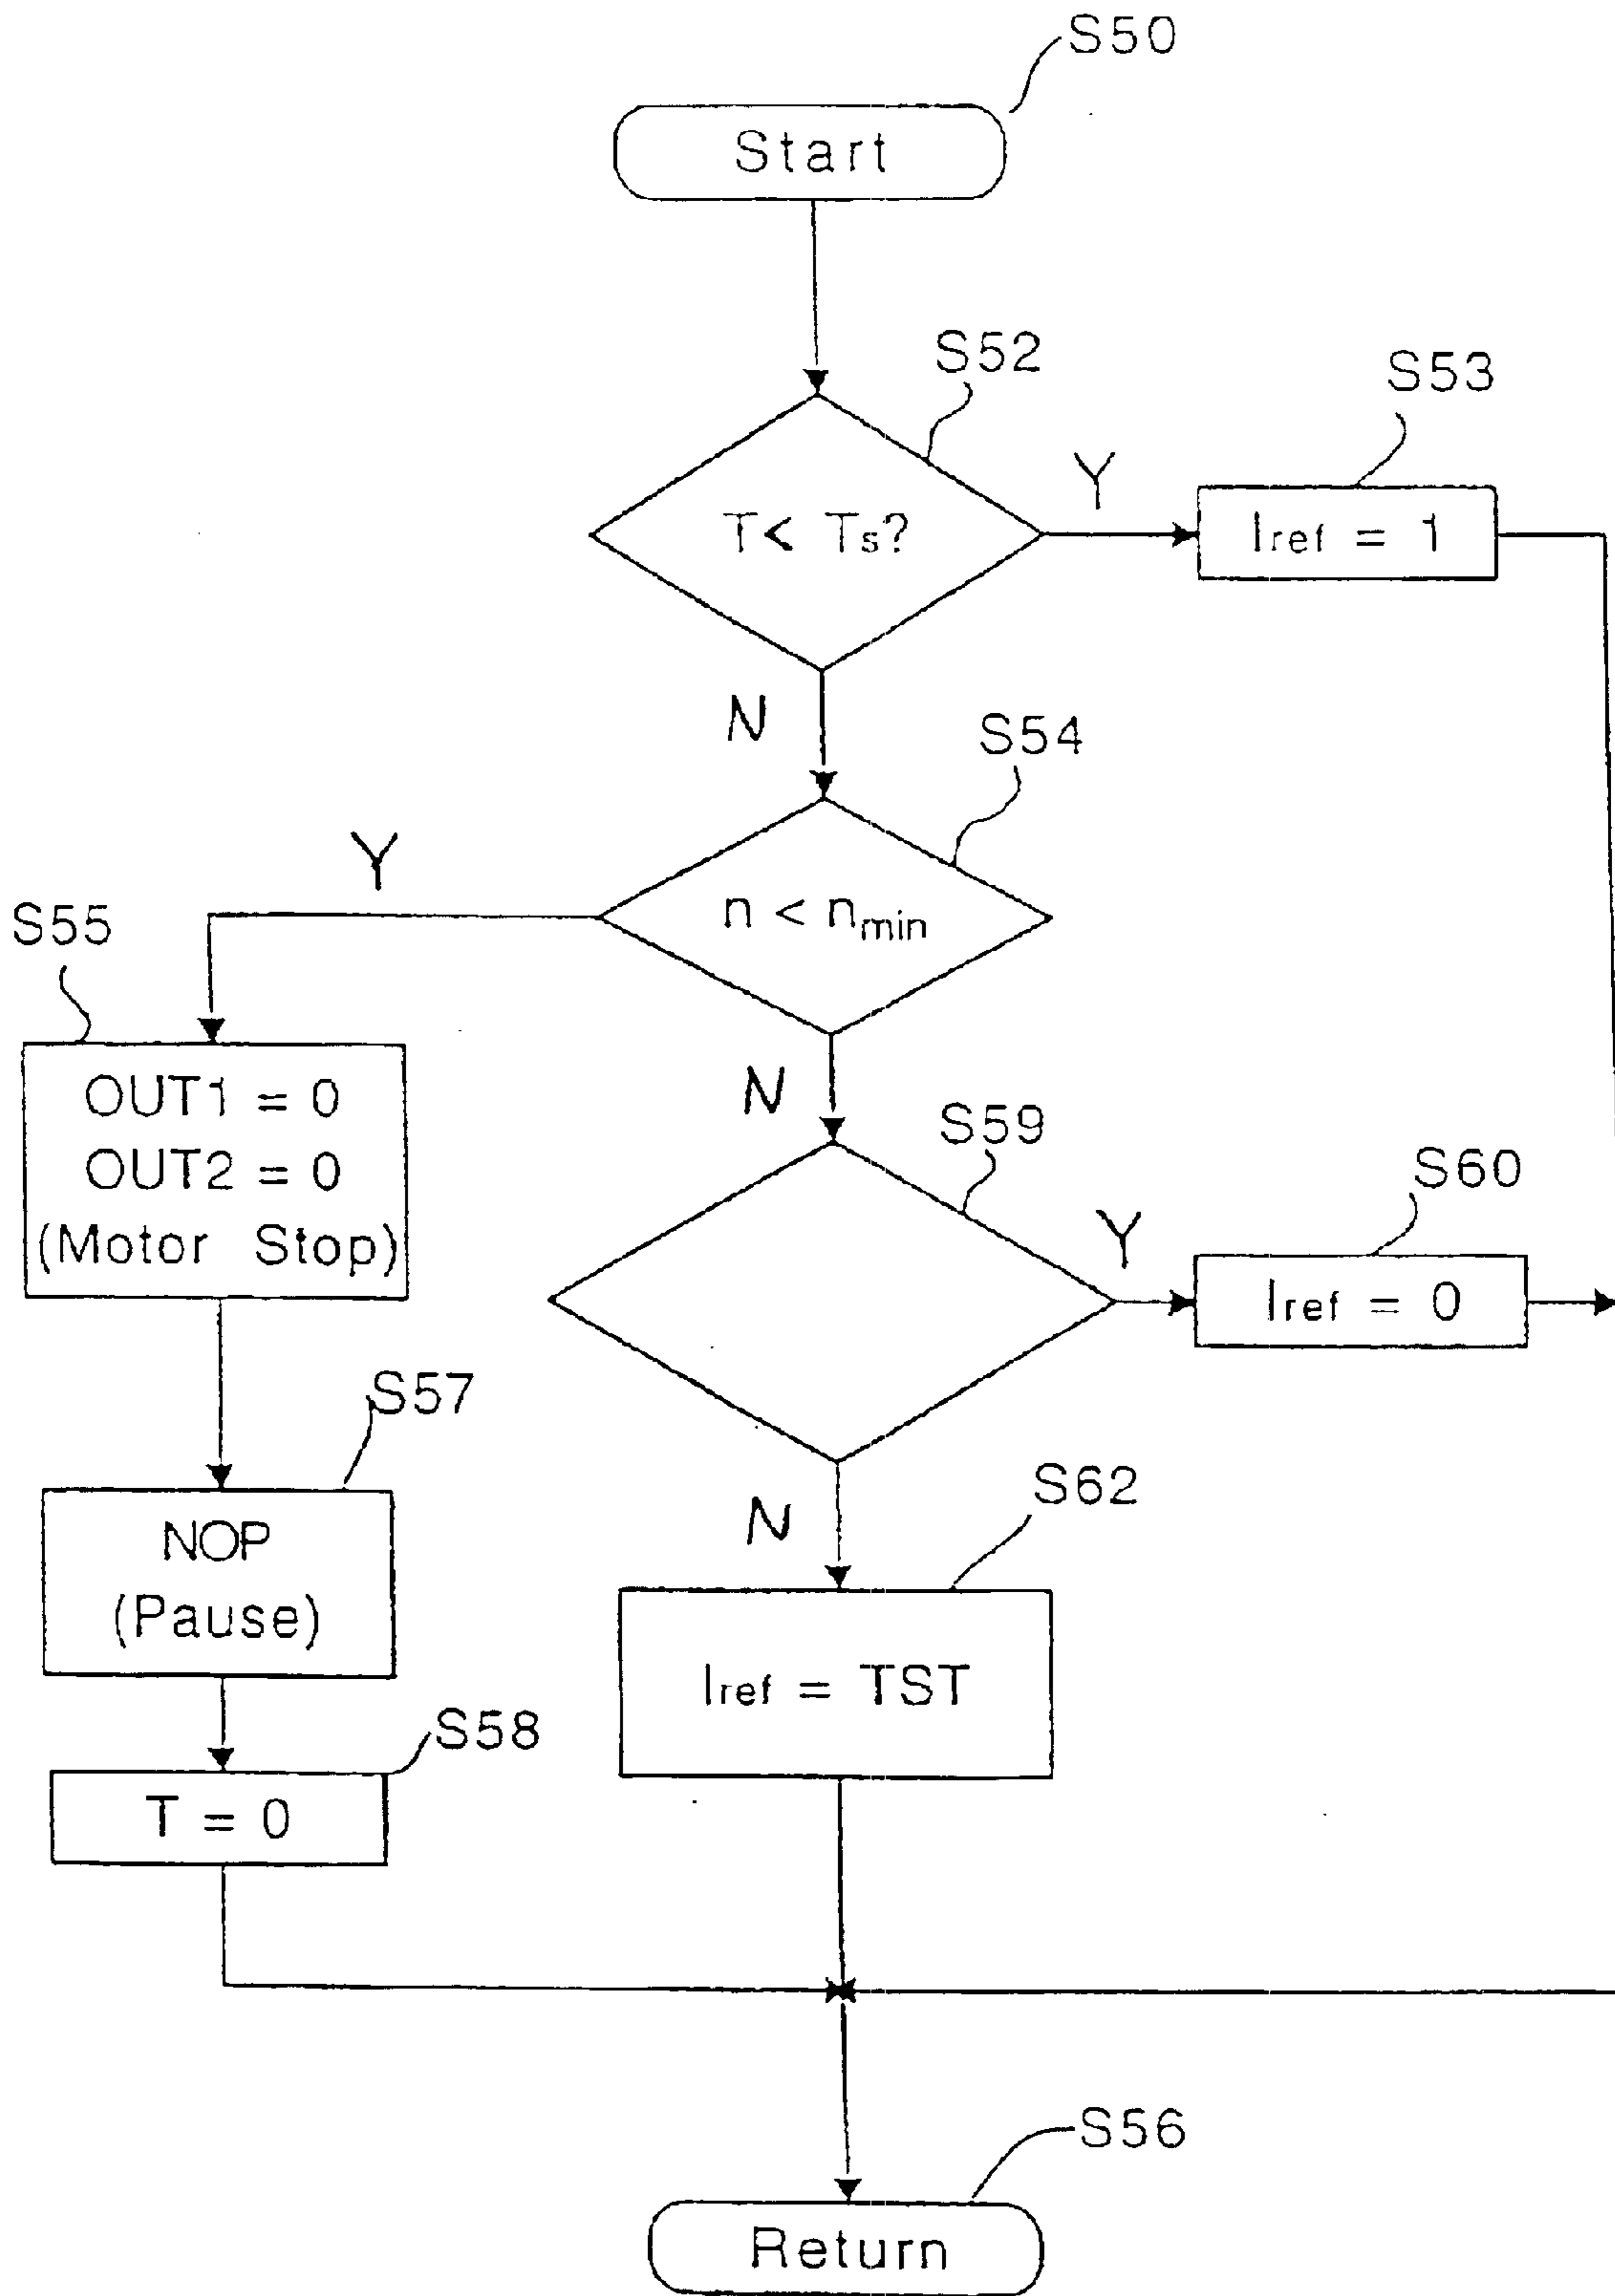 S50
Start
S52
T < Ts?
Y
S53
Iref = 1
N
S54
n < nmin
Y
S55
OUT1 = 0
OUT2 = 0
(Motor Stop)
N
S59
Y
S60
Iref = 0
S57
NOP
(Pause)
N
S62
Iref = TST
S58
T = 0
S56
Return